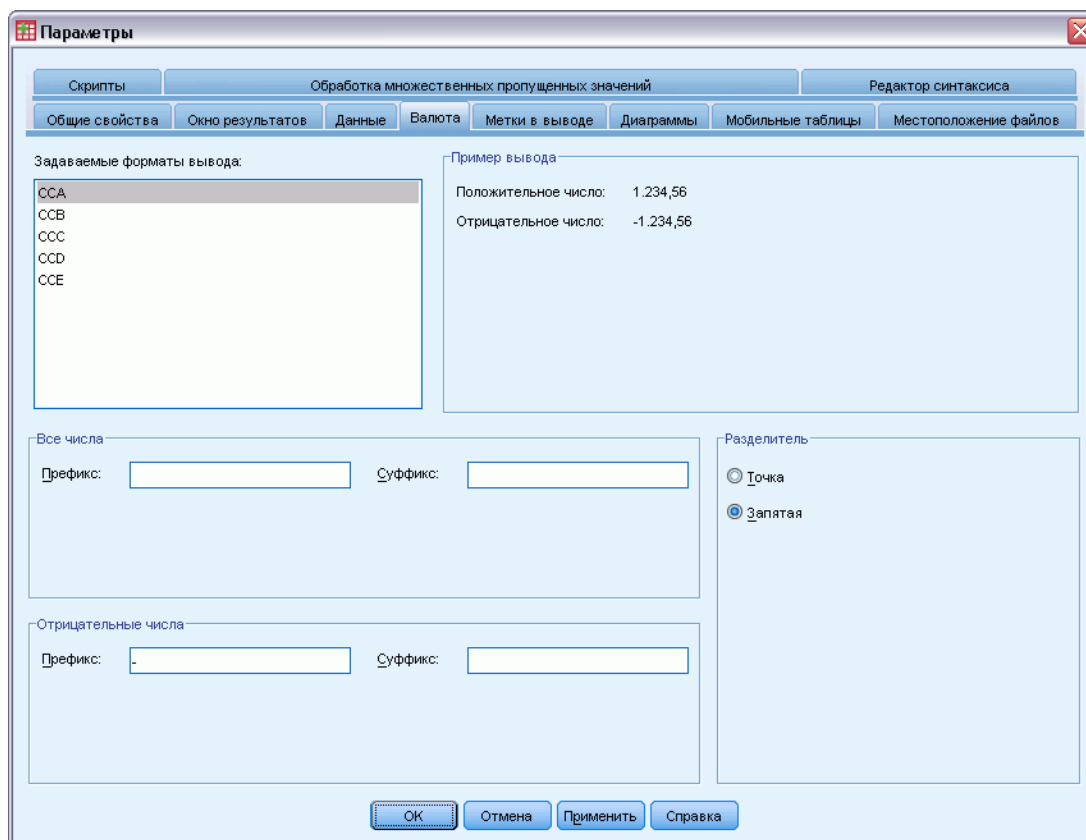 Параметры
Скрипты
Обработка множественных пропущенных значений
Редактор синтаксиса
Общие свойства
Окно результатов
Данные
Валюта
Метки в выводе
Диаграммы
Мобильные таблицы
Местоположение файлов
Задаваемые форматы вывода:
CCA
CCB
CCC
CCD
CCE
Пример вывода
Положительное число: 1.234,56
Отрицательное число: -1.234,56
Все числа
Префикс:
Суффикс:
Разделитель
Точка
Запятая
Отрицательные числа
Префикс: -
Суффикс:
OK
Отмена
Применить
Справка